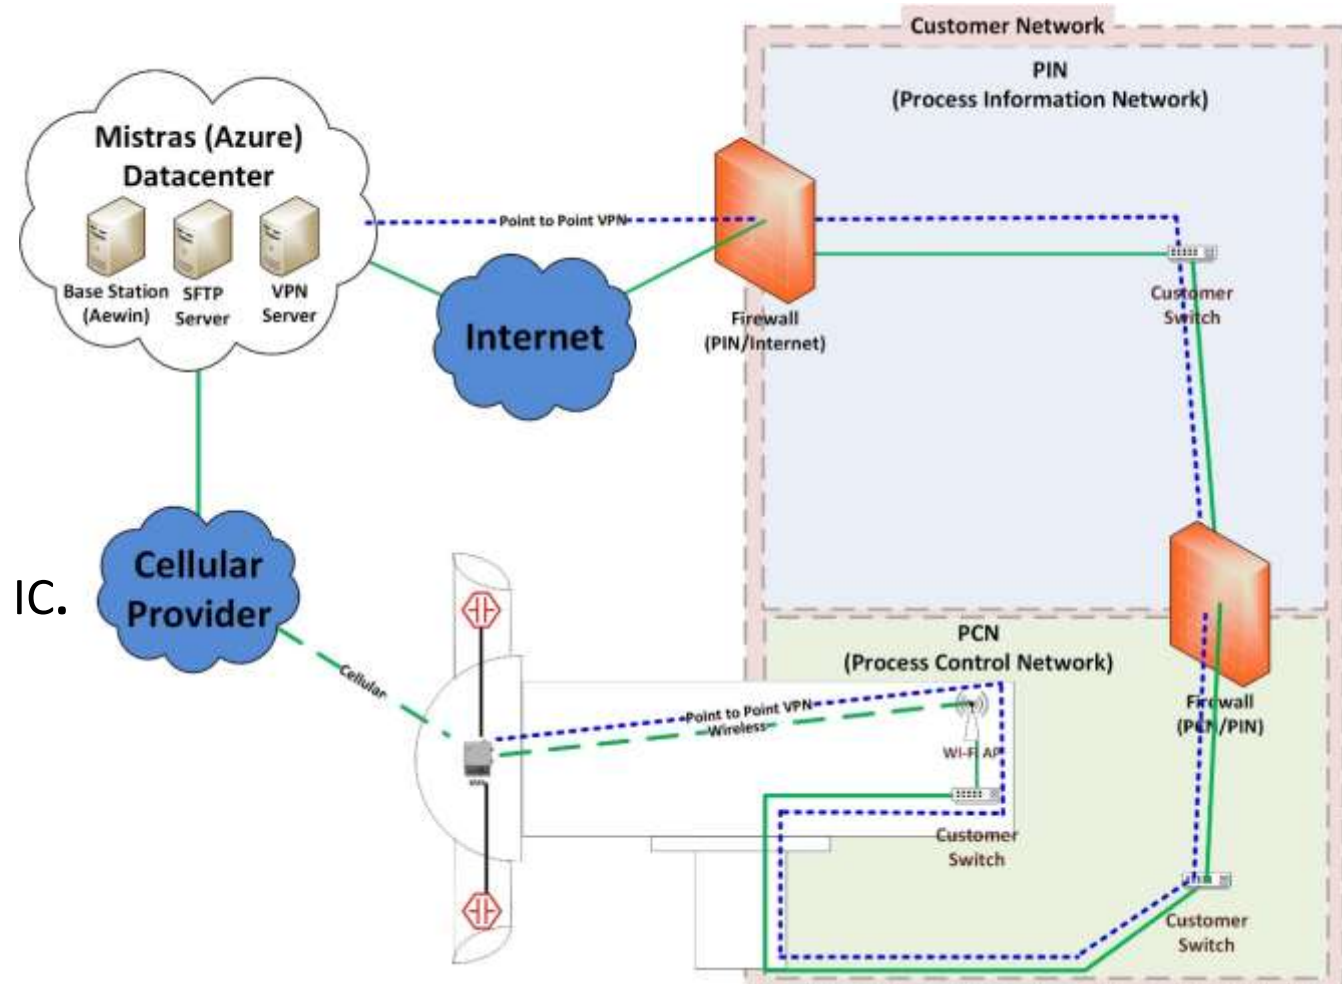 Customer Network
PIN
(Process Information Network)
Mistras (Azure)
Datacenter
Base Station
(Aewin)
SFTP
Server
VPN
Server
Point to Point VPN
Internet
Firewall
(PIN/Internet)
Customer
Switch
Cellular
Provider
IC.
Cellular
PCN
(Process Control Network)
Point to Point VPN
Wireless
Wi-Fi AP
Firewall
(PCN/PIN)
Customer
Switch
Customer
Switch